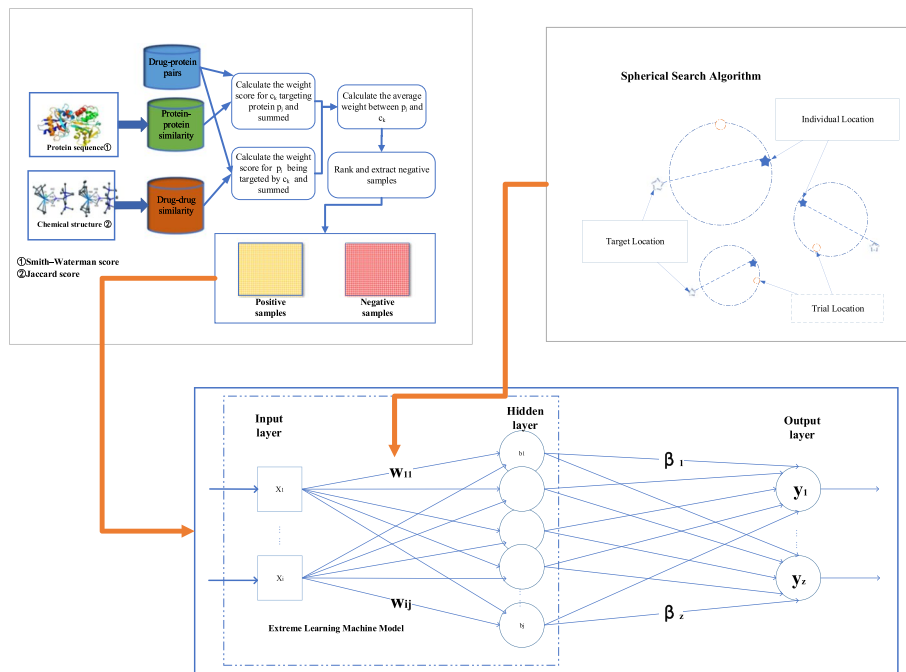 Drug-protein
pairs
Protein-
protein
similarity
Drug-drug
similarity
Protein sequence①
Chemical structure ②
①Smith–Waterman score
②Jaccard score
Calculate the weight
score for ck targeting
protein pj and
summed
Calculate the weight
score for pj being
targeted by ck and
summed
Calculate the average
weight between pj and
ck
Rank and extract negative
samples
Positive
samples
Negative
samples
Spherical Search Algorithm
Individual Location
Target Location
Trial Location
Input
layer
Hidden
layer
Output
layer
X1
Xi
w11
wij
b1
bj
β 1
β z
y1
yz
Extreme Learning Machine Model